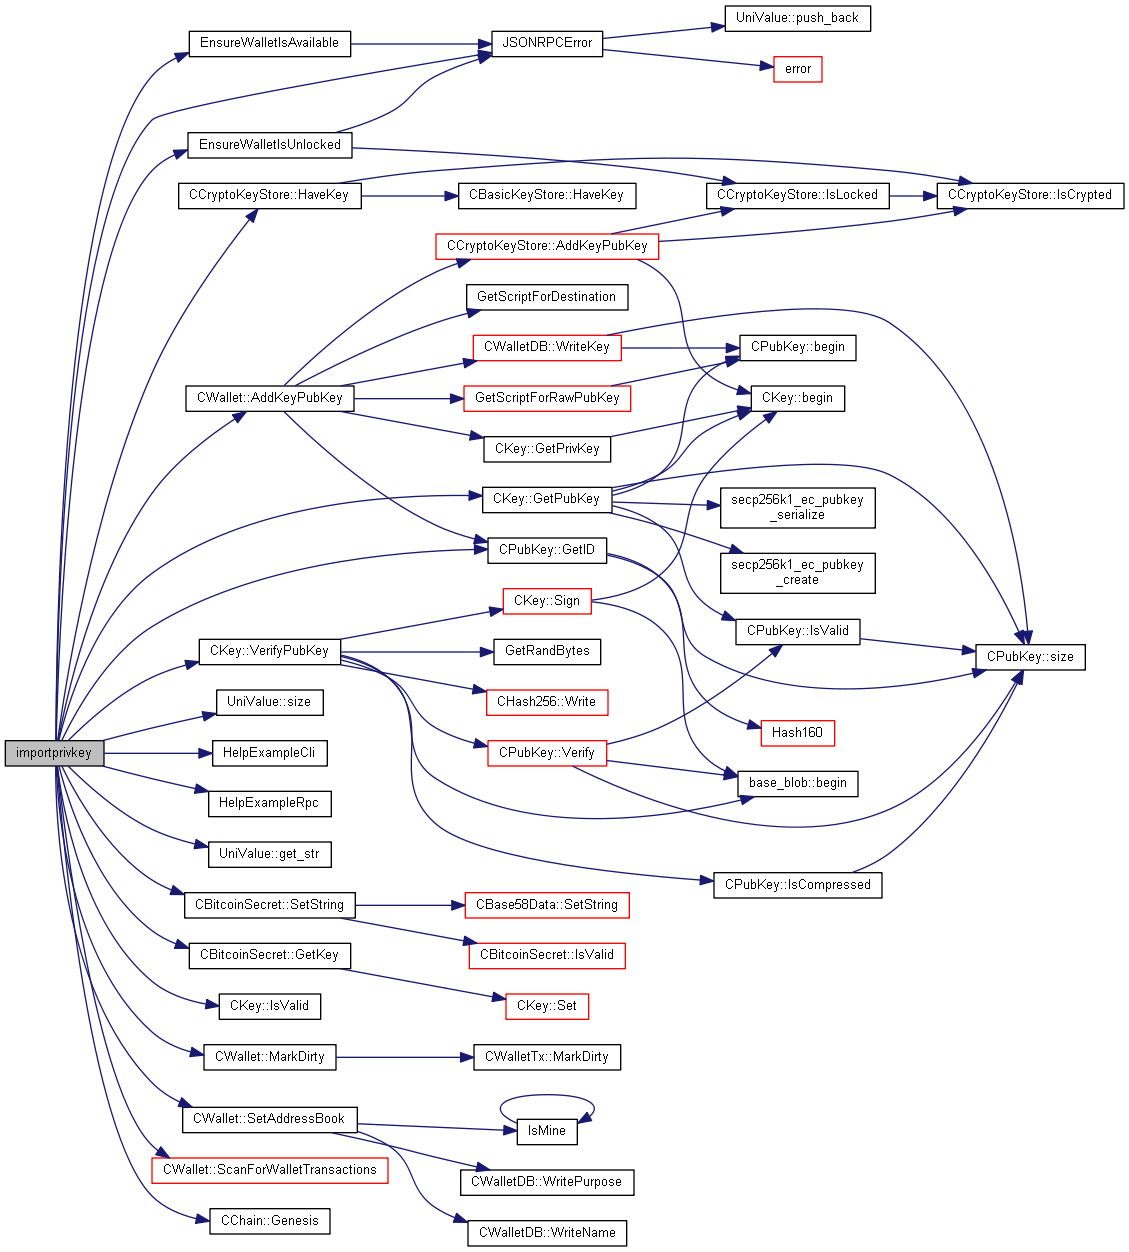 UniValue::push_back
EnsureWalletIsAvailable
JSONRPCError
error
EnsureWalletIsUnlocked
CCryptoKeyStore::HaveKey
CBasicKeyStore::HaveKey
CCryptoKeyStore::IsLocked
CCryptoKeyStore::IsCrypted
CCryptoKeyStore::AddKeyPubKey
GetScriptForDestination
CWalletDB::WriteKey
CPubKey::begin
CWallet::AddKeyPubKey
GetScriptForRawPubKey
CKey::begin
CKey::GetPrivKey
CKey::GetPubKey
secp256k1_ec_pubkey
_serialize
CPubKey::GetID
secp256k1_ec_pubkey
_create
CKey::Sign
CPubKey::IsValid
CKey::VerifyPubKey
GetRandBytes
CPubKey::size
UniValue::size
CHash256::Write
Hash160
importprivkey
HelpExampleCli
CPubKey::Verify
base_blob::begin
HelpExampleRpc
UniValue::get_str
CPubKey::IsCompressed
CBitcoinSecret::SetString
CBase58Data::SetString
CBitcoinSecret::GetKey
CBitcoinSecret::IsValid
CKey::IsValid
CKey::Set
CWallet::MarkDirty
CWalletTx::MarkDirty
CWallet::SetAddressBook
IsMine
CWallet::ScanForWalletTransactions
CWalletDB::WritePurpose
CChain::Genesis
CWalletDB::WriteName